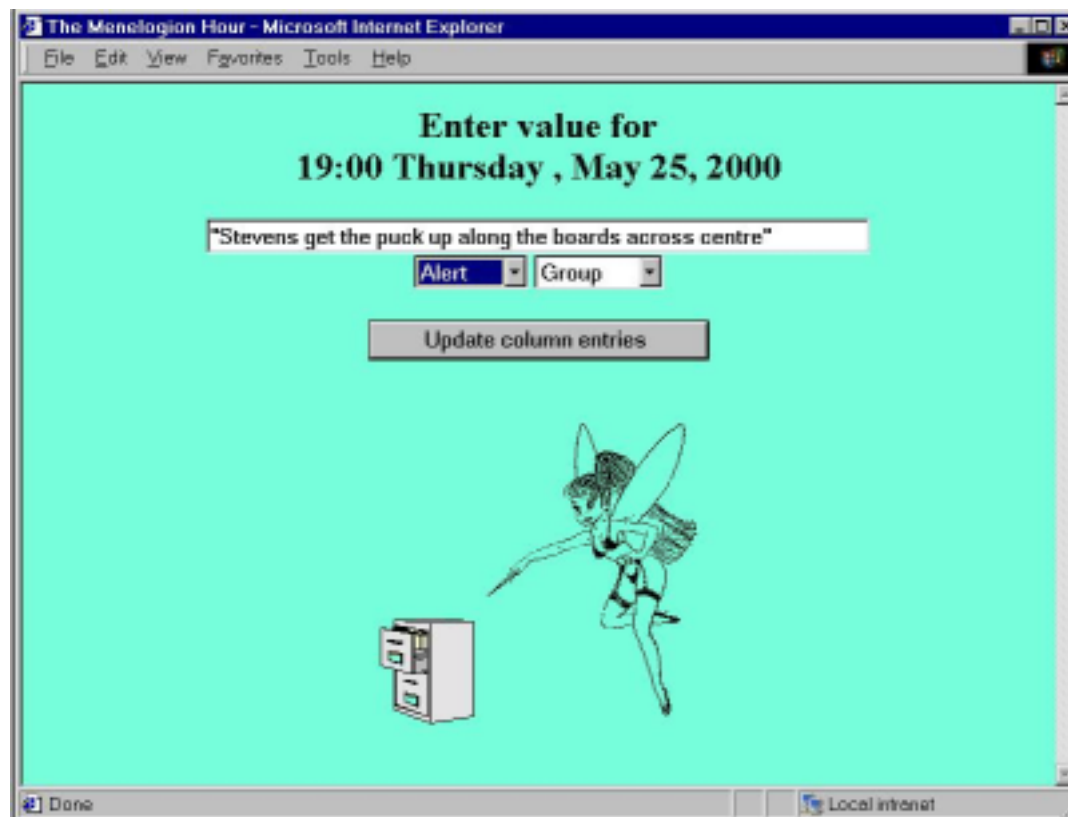 The Menelogion Hour - Microsoft Internet Explorer
File Edit View Favorites Tools Help
Enter value for
19:00 Thursday , May 25, 2000
"Stevens get the puck up along the boards across centre"
Alert Group
Update column entries
Done Local intranet